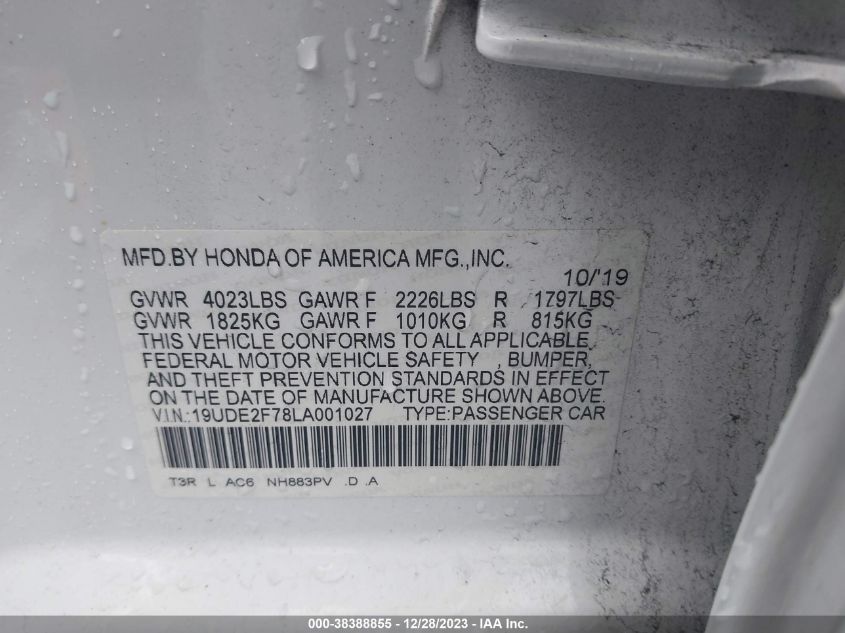 MFD.BY HONDA OF AMERICA MFG.,INC.
10/'19
GVWR 4023LBS GAWR F 2226LBS R 1797LBS
GVWR 1825KG GAWR F 1010KG R 815KG
THIS VEHICLE CONFORMS TO ALL APPLICABLE
FEDERAL MOTOR VEHICLE SAFETY , BUMPER,
AND THEFT PREVENTION STANDARDS IN EFFECT
ON THE DATE OF MANUFACTURE SHOWN ABOVE.
V.I.N.:19UDE2F78LA001027 TYPE:PASSENGER CAR
T3R L AC6 NH883PV .D .A
000-38388855 - 12/28/2023 - IAA Inc.